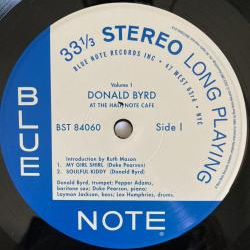 33 1/3 STEREO LONG PLAYING
BLUE NOTE RECORDS INC • 47 WEST 63rd • NYC
Volume 1
DONALD BYRD
AT THE HALF NOTE CAFE
BST 84060 Side 1
Introduction by Ruth Mason
1. MY GIRL SHIRL (Duke Pearson)
2. SOULFUL KIDDY (Donald Byrd)
Donald Byrd, trumpet; Pepper Adams,
baritone sax; Duke Pearson, piano;
Laymon Jackson, bass; Lex Humphries, drums.
BLUE
NOTE